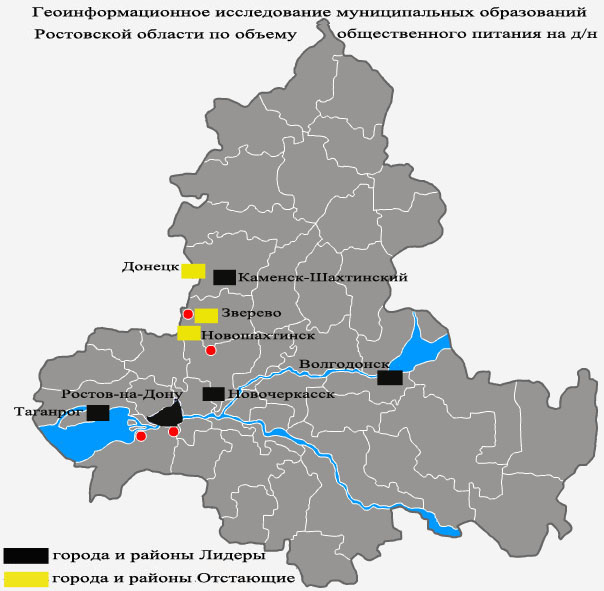 Геоинформационное исследование муниципальных образований
Ростовской области по объему общественного питания на д/н
Донецк
Каменск-Шахтинский
Зверево
Новошахтинск
Волгодонск
Ростов-на-Дону
Новочеркасск
Таганрог
города и районы Лидеры
города и районы Отстающие